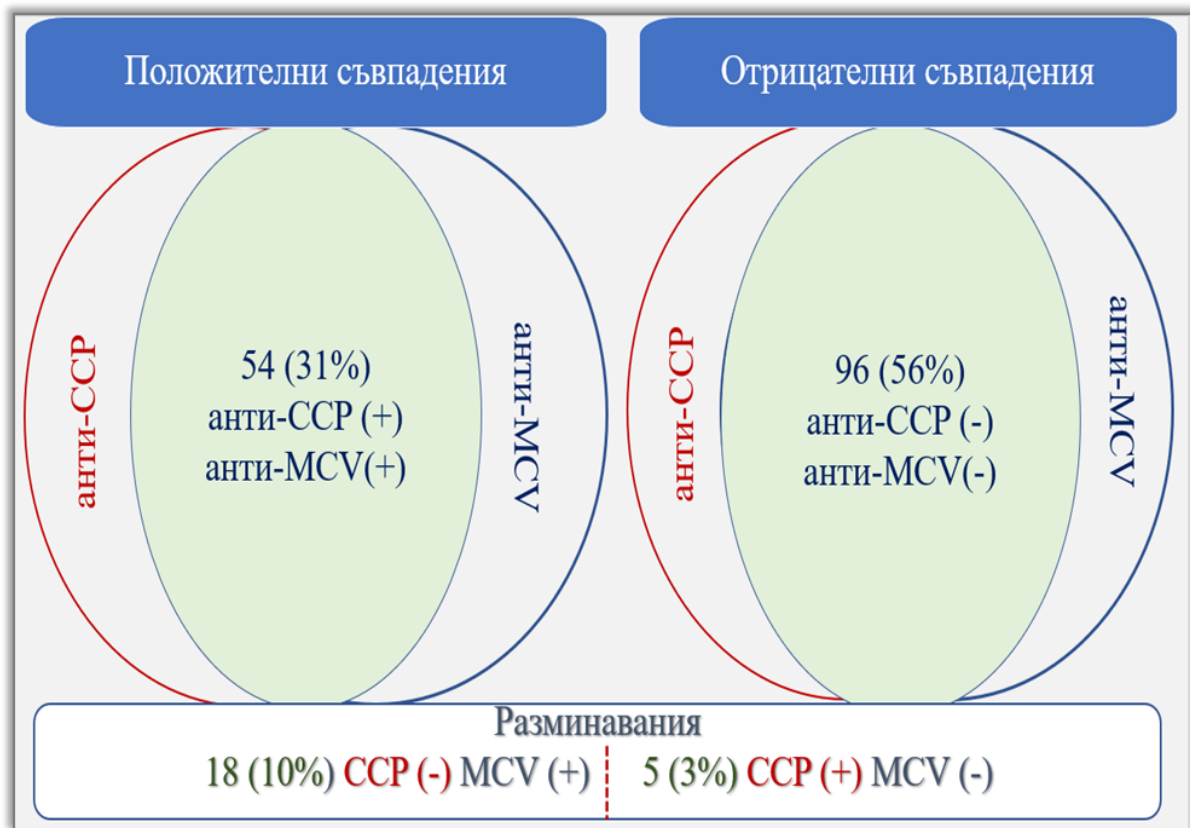 Положителни съвпадения
Отрицателни съвпадения
анти-CCP
54 (31%)
анти-CCP (+)
анти-MCV(+)
анти-MCV
анти-CCP
96 (56%)
анти-CCP (-)
анти-MCV(-)
анти-MCV
Разминавания
18 (10%) CCP (-) MCV (+)
5 (3%) CCP (+) MCV (-)